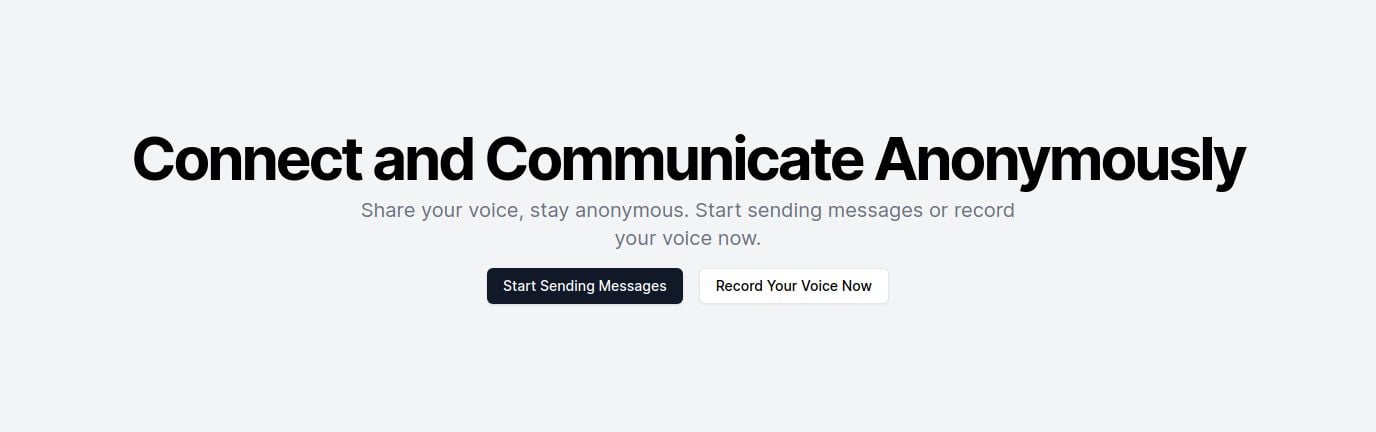 Connect and Communicate Anonymously
Share your voice, stay anonymous. Start sending messages or record
your voice now.
Start Sending Messages
Record Your Voice Now